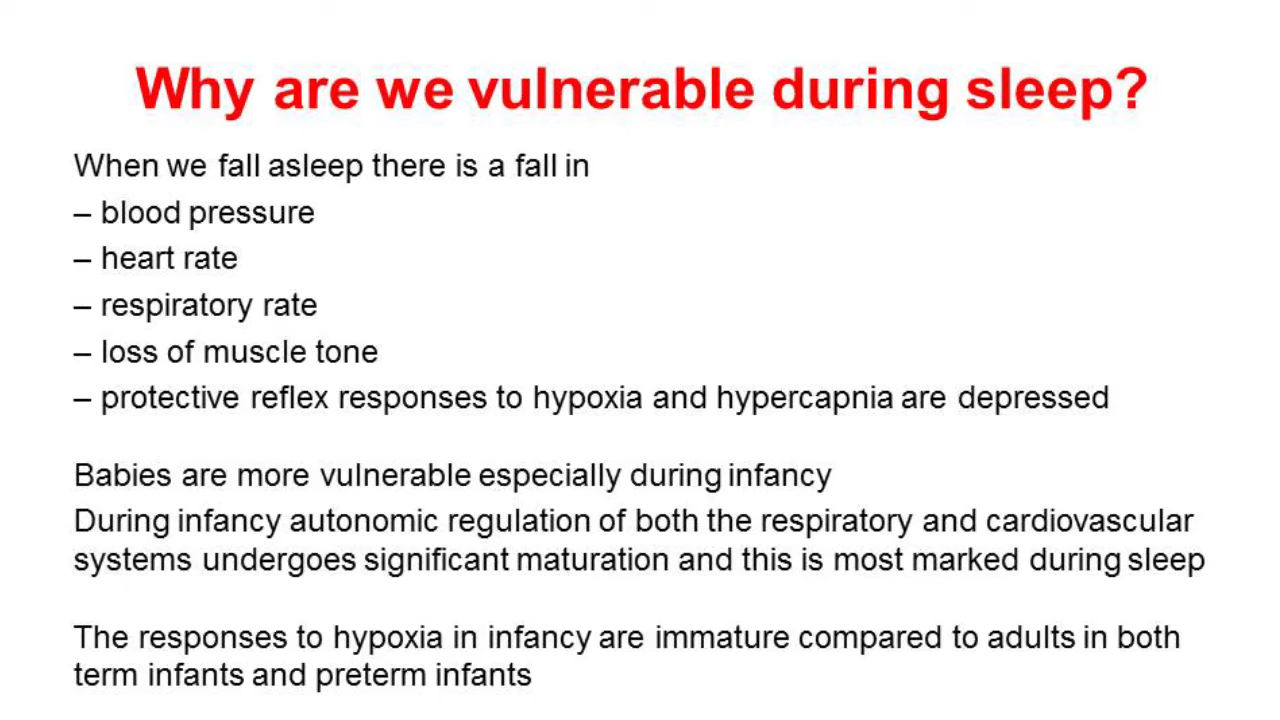 Why are we vulnerable during sleep?
When we fall asleep there is a fall in
– blood pressure
– heart rate
– respiratory rate
– loss of muscle tone
– protective reflex responses to hypoxia and hypercapnia are depressed
Babies are more vulnerable especially during infancy
During infancy autonomic regulation of both the respiratory and cardiovascular
systems undergoes significant maturation and this is most marked during sleep
The responses to hypoxia in infancy are immature compared to adults in both
term infants and preterm infants